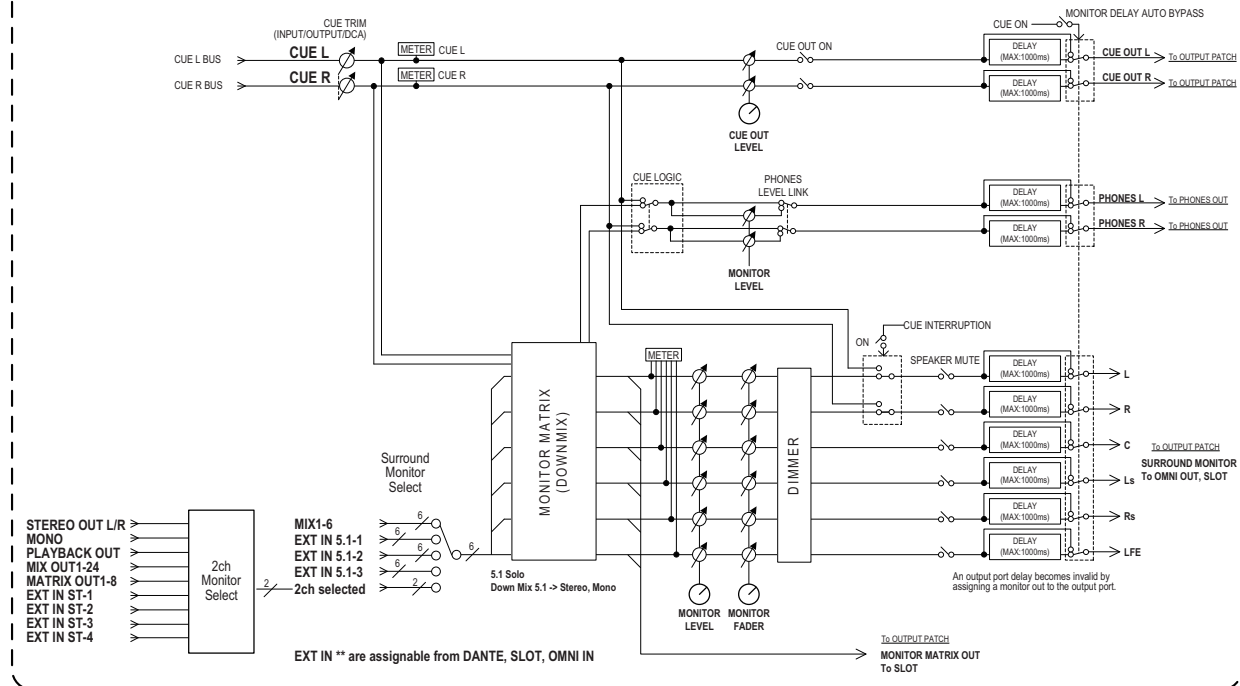 MONITOR DELAY AUTO BYPASS
CUE ON
CUE TRIM
(INPUT/OUTPUT/DCA)
CUE L BUS
CUE L
METER
CUE L
CUE OUT ON
DELAY
(MAX:1000ms)
CUE OUT L
To OUTPUT PATCH
CUE R BUS
CUE R
METER
CUE R
DELAY
(MAX:1000ms)
CUE OUT R
To OUTPUT PATCH
CUE OUT
LEVEL
CUE LOGIC
PHONES
LEVEL LINK
DELAY
(MAX:1000ms)
PHONES L
To PHONES OUT
DELAY
(MAX:1000ms)
PHONES R
To PHONES OUT
MONITOR
LEVEL
CUE INTERRUPTION
ON
SPEAKER MUTE
METER
MONITOR MATRIX
(DOWNMIX)
DIMMER
DELAY
(MAX:1000ms)
L
DELAY
(MAX:1000ms)
R
DELAY
(MAX:1000ms)
C
DELAY
(MAX:1000ms)
Ls
DELAY
(MAX:1000ms)
Rs
DELAY
(MAX:1000ms)
LFE
To OUTPUT PATCH
SURROUND MONITOR
To OMNI OUT, SLOT
An output port delay becomes invalid by
assigning a monitor out to the output port.
Surround
Monitor
Select
STEREO OUT L/R
MONO
PLAYBACK OUT
MIX OUT1-24
MATRIX OUT1-8
EXT IN ST-1
EXT IN ST-2
EXT IN ST-3
EXT IN ST-4
2ch
Monitor
Select
2
MIX1-6
6
EXT IN 5.1-1
6
EXT IN 5.1-2
6
EXT IN 5.1-3
6
2ch selected
2
6
5.1 Solo
Down Mix 5.1 -> Stereo, Mono
MONITOR
LEVEL
MONITOR
FADER
EXT IN ** are assignable from DANTE, SLOT, OMNI IN
To OUTPUT PATCH
MONITOR MATRIX OUT
To SLOT